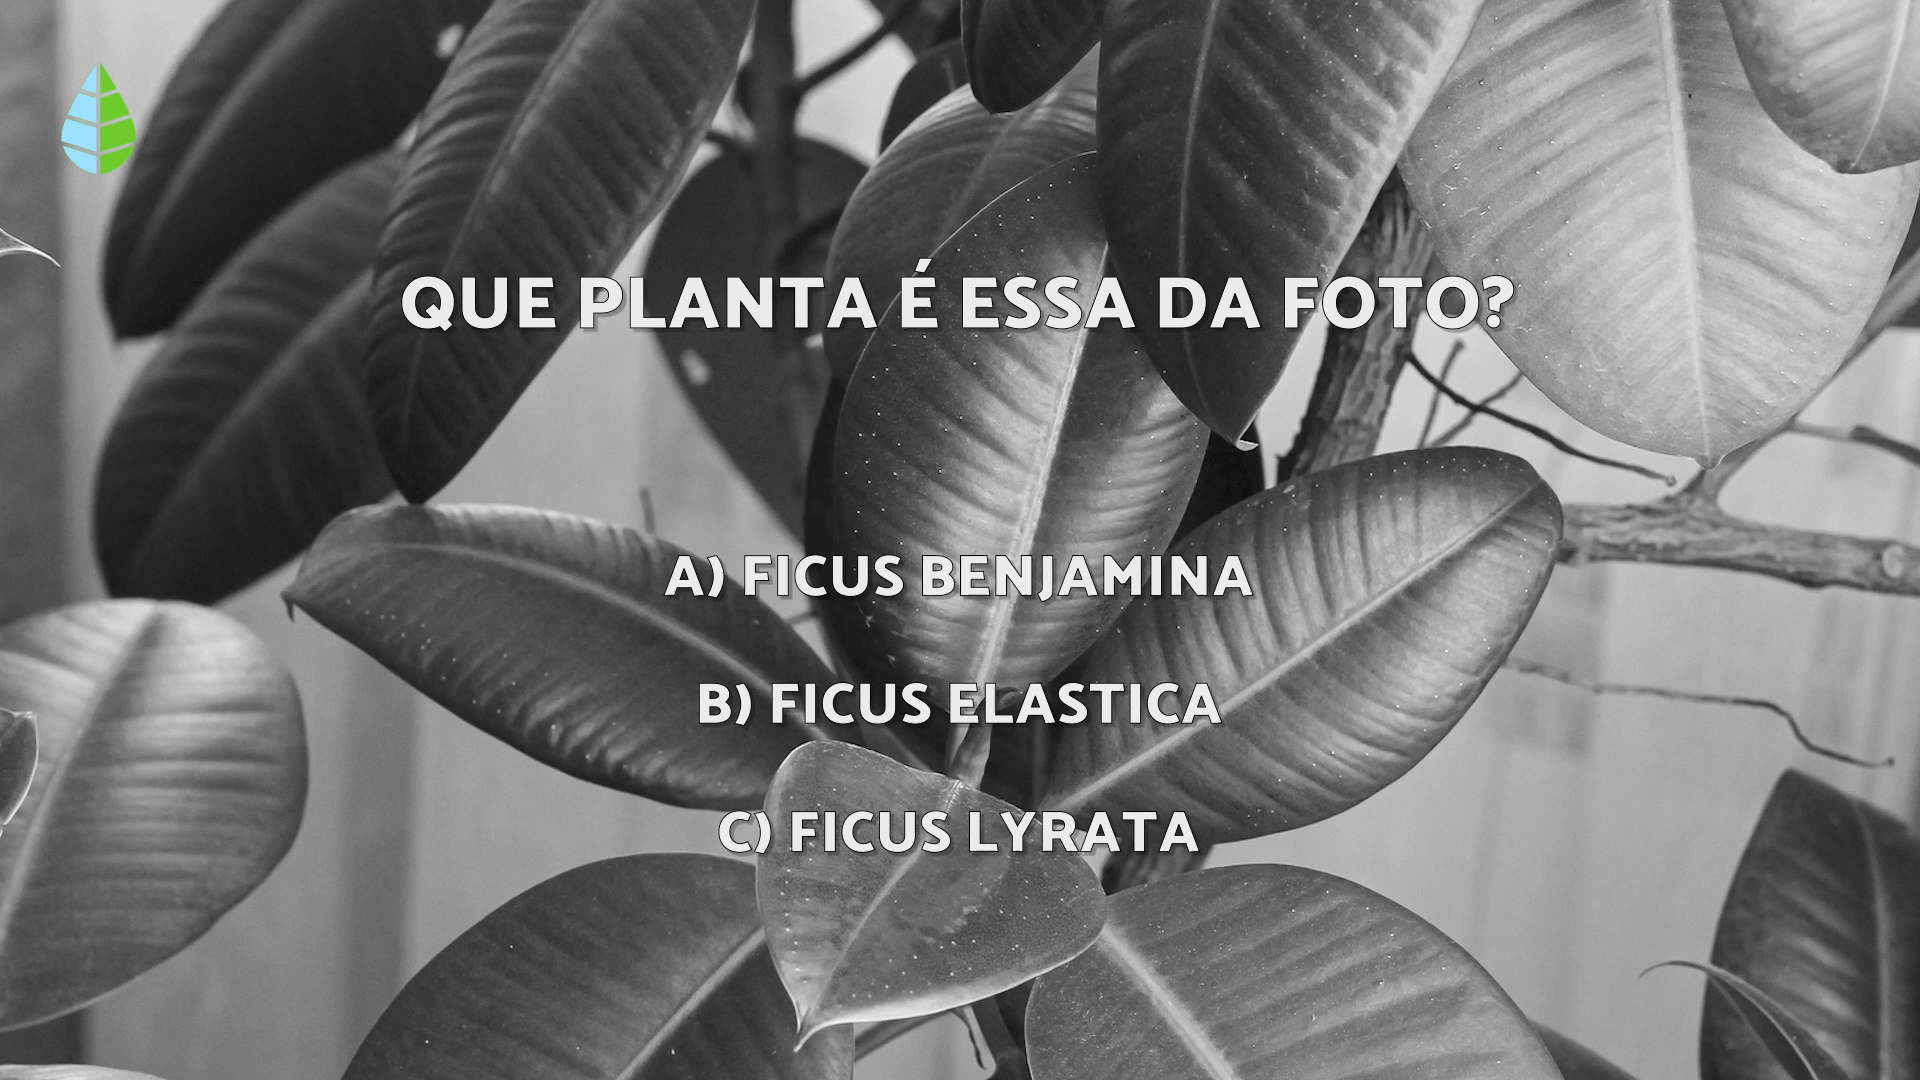 QUE PLANTA É ESSA DA FOTO?
A) FICUS BENJAMINA
B) FICUS ELASTICA
C) FICUS LYRATA